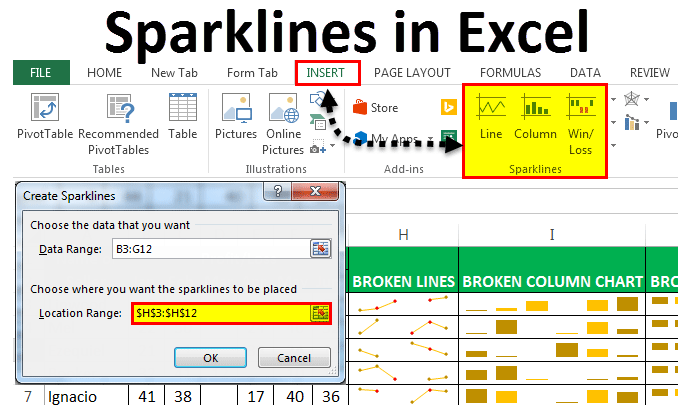 Sparklines in Excel
FILE HOME New Tab Form Tab INSERT PAGE LAYOUT FORMULAS DATA REVIEW
PivotTable Recommended PivotTables Table
Pictures Online Pictures
Store
My Apps
Line Column Win/Loss
Tables Illustrations Add-ins Sparklines
Create Sparklines
Choose the data that you want
Data Range: B3:G12
Choose where you want the sparklines to be placed
Location Range: $H$3:$H$12
OK Cancel
H I
BROKEN LINES BROKEN COLUMN CHART
7 Ignacio 41 38 17 40 36